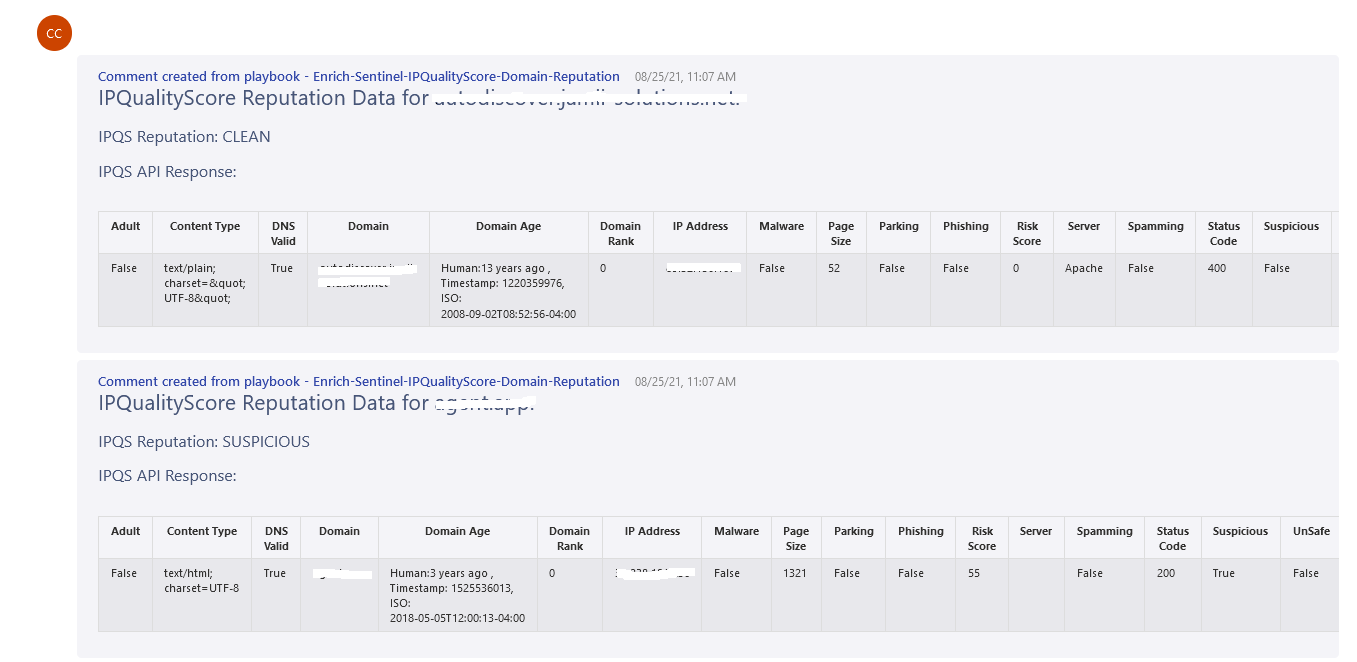 CC
Comment created from playbook - Enrich-Sentinel-IPQualityScore-Domain-Reputation 08/25/21, 11:07 AM
IPQualityScore Reputation Data for
IPQS Reputation: CLEAN
IPQS API Response:
Adult Content Type DNS Domain Domain Age Domain IP Address Malware Page Parking Phishing Risk Server Spamming Status Suspicious
Valid Rank Size Score Code
False text/plain; True Human:13 years ago , 0 False 52 False False 0 Apache False 400 False
charset=&quot; Timestamp: 1220359976,
UTF-8&quot; ISO:
2008-09-02T08:52:56-04:00
Comment created from playbook - Enrich-Sentinel-IPQualityScore-Domain-Reputation 08/25/21, 11:07 AM
IPQualityScore Reputation Data for
IPQS Reputation: SUSPICIOUS
IPQS API Response:
Adult Content Type DNS Domain Domain Age Domain IP Address Malware Page Parking Phishing Risk Server Spamming Status Suspicious UnSafe
Valid Rank Size Score Code
False text/html; True Human:3 years ago , 0 False 1321 False False 55 False 200 True False
charset=UTF-8 Timestamp: 1525536013,
ISO:
2018-05-05T12:00:13-04:00